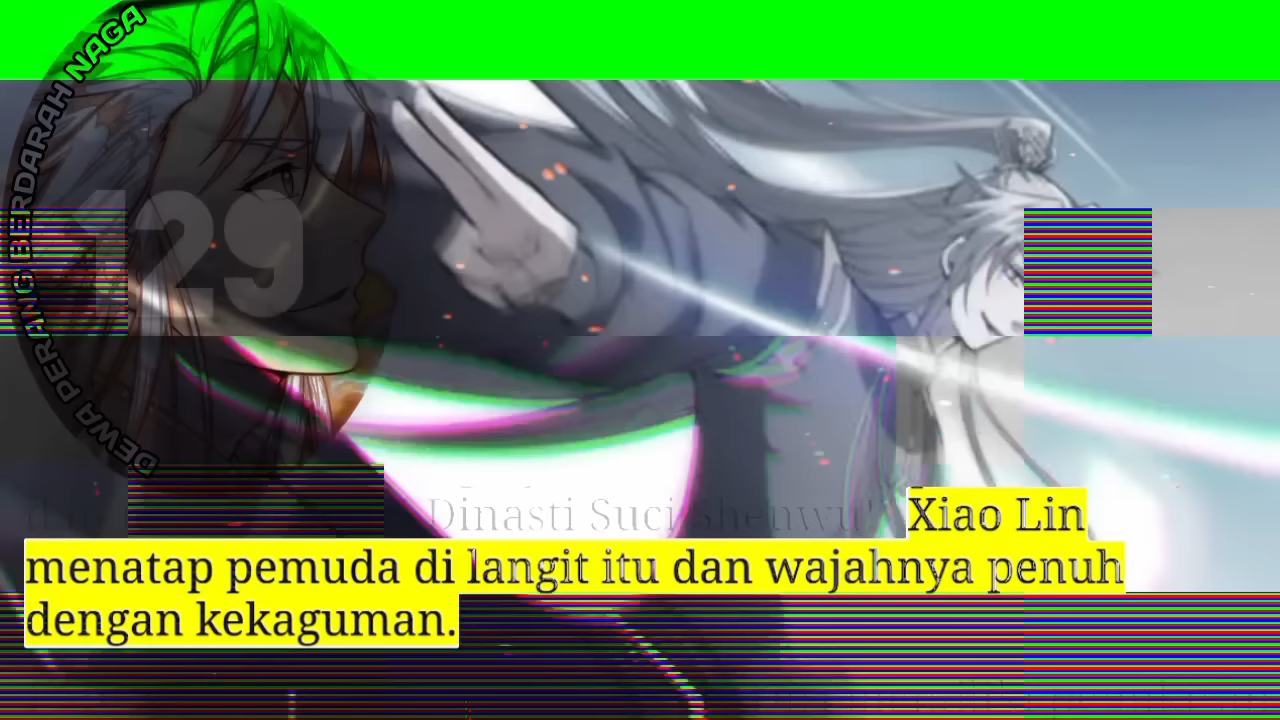 DEWA PERANG BERDARAH NAGA
129
Dinasti Suci Shenwu" Xiao Lin
menatap pemuda di langit itu dan wajahnya penuh
dengan kekaguman.